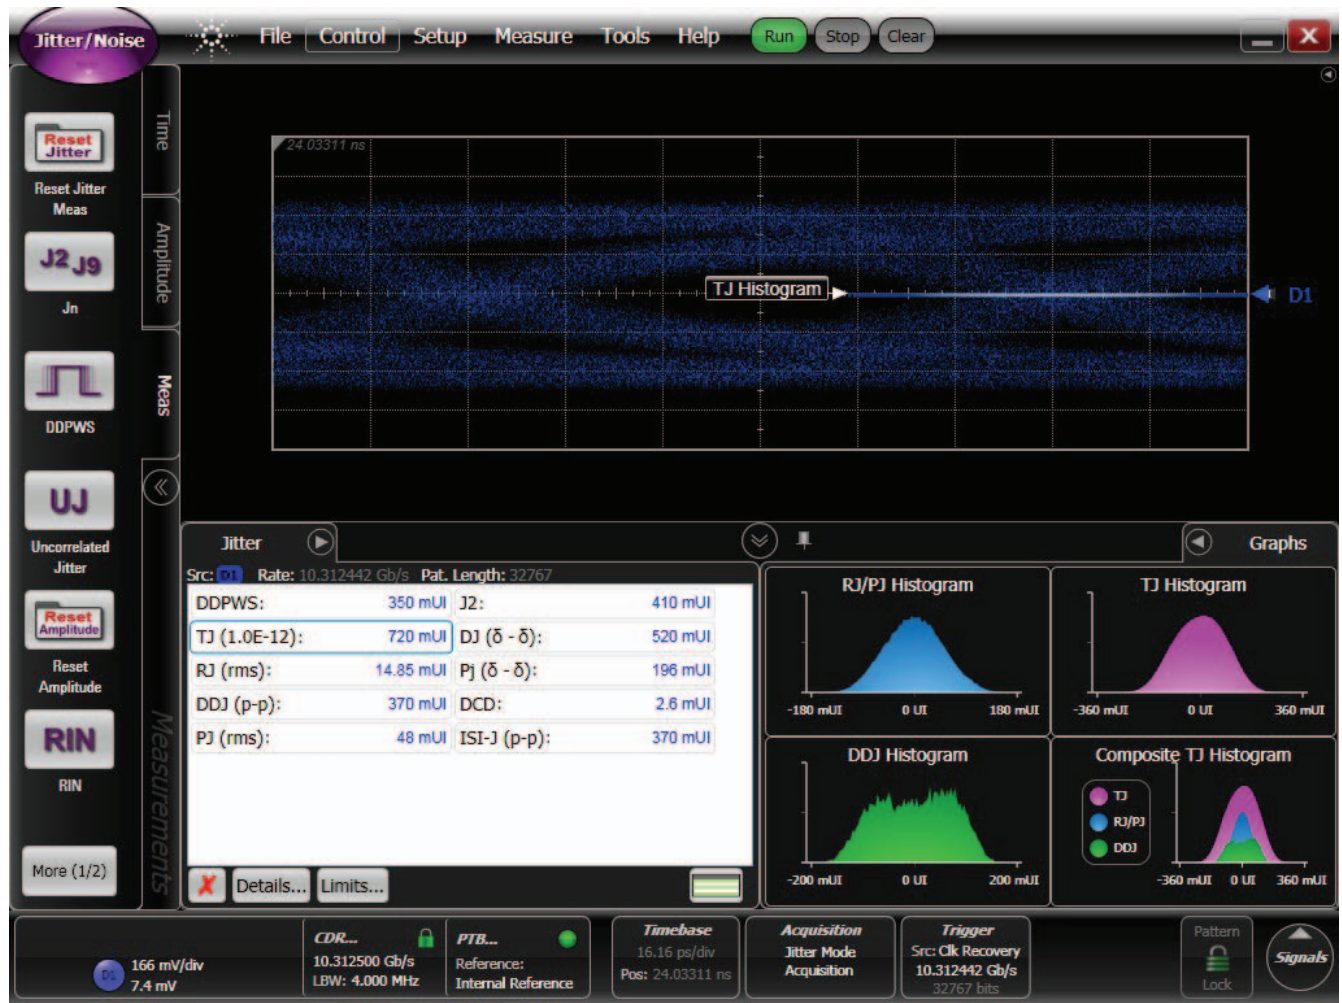 Jitter/Noise
File Control Setup Measure Tools Help Run Stop Clear
Time
Amplitude
Meas
Measurements
Reset Jitter
Reset Jitter Meas
J2 J9
Jn
DDPWS
UJ
Uncorrelated Jitter
Reset Amplitude
Reset Amplitude
RIN
RIN
More (1/2)
24.03311 ns
TJ Histogram
D1
Jitter
Graphs
Src: D1 Rate: 10.312442 Gb/s Pat. Length: 32767
DDPWS: 350 mUI J2: 410 mUI
TJ (1.0E-12): 720 mUI DJ (δ - δ): 520 mUI
RJ (rms): 14.85 mUI Pj (δ - δ): 196 mUI
DDJ (p-p): 370 mUI DCD: 2.6 mUI
PJ (rms): 48 mUI ISI-J (p-p): 370 mUI
Details... Limits...
RJ/PJ Histogram
-180 mUI 0 UI 180 mUI
TJ Histogram
-360 mUI 0 UI 360 mUI
DDJ Histogram
-200 mUI 0 UI 200 mUI
Composite TJ Histogram
TJ
RJ/PJ
DDJ
-360 mUI 0 UI 360 mUI
D1
166 mV/div
7.4 mV
CDR...
10.312500 Gb/s
LBW: 4.000 MHz
PTB...
Reference:
Internal Reference
Timebase
16.16 ps/div
Pos: 24.03311 ns
Acquisition
Jitter Mode
Acquisition
Trigger
Src: Clk Recovery
10.312442 Gb/s
32767 bits
Pattern
Lock
Signals